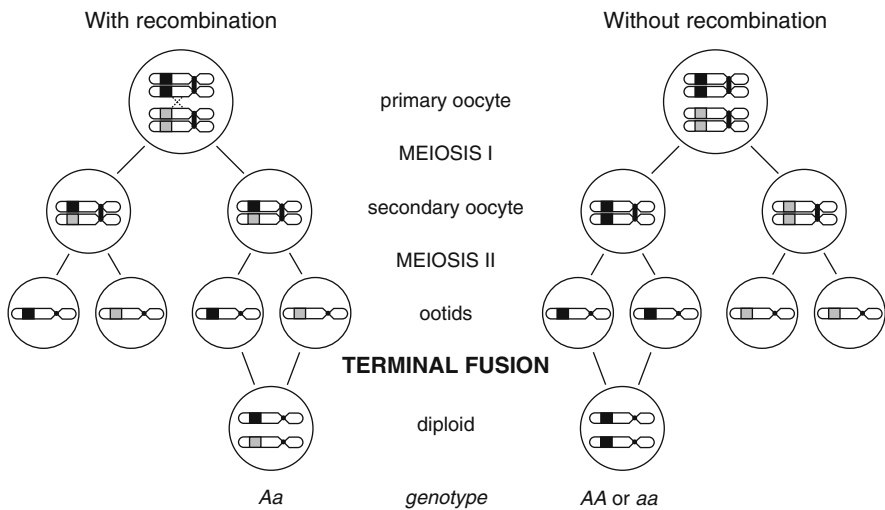 With recombination
Without recombination
primary oocyte
MEIOSIS I
secondary oocyte
MEIOSIS II
ootids
TERMINAL FUSION
diploid
Aa
genotype
AA or aa